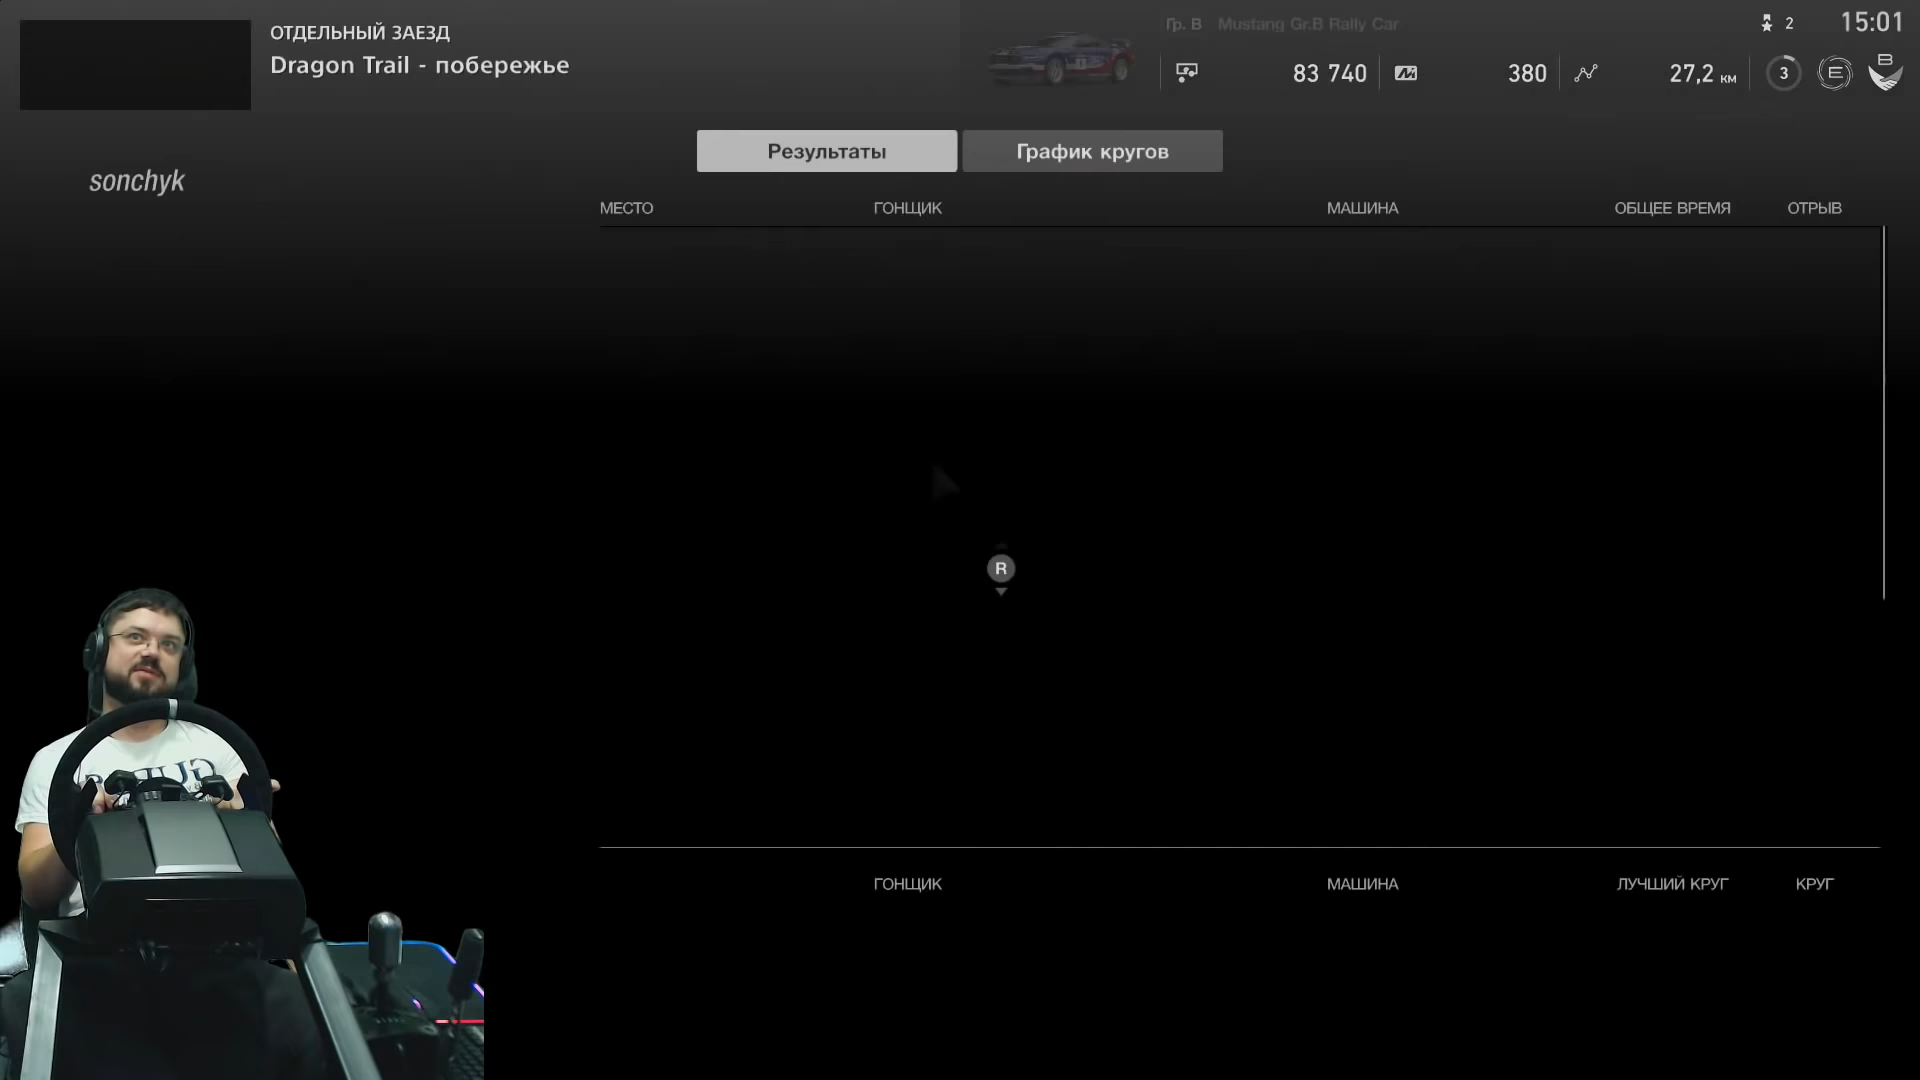 ОТДЕЛЬНЫЙ ЗАЕЗД
Dragon Trail - побережье
Гр. B Mustang Gr.B Rally Car
2 15:01
83 740 380 27,2 км 3 E B
Результаты График кругов
sonchyk
МЕСТО ГОНЩИК МАШИНА ОБЩЕЕ ВРЕМЯ ОТРЫВ
R
ГОНЩИК МАШИНА ЛУЧШИЙ КРУГ КРУГ